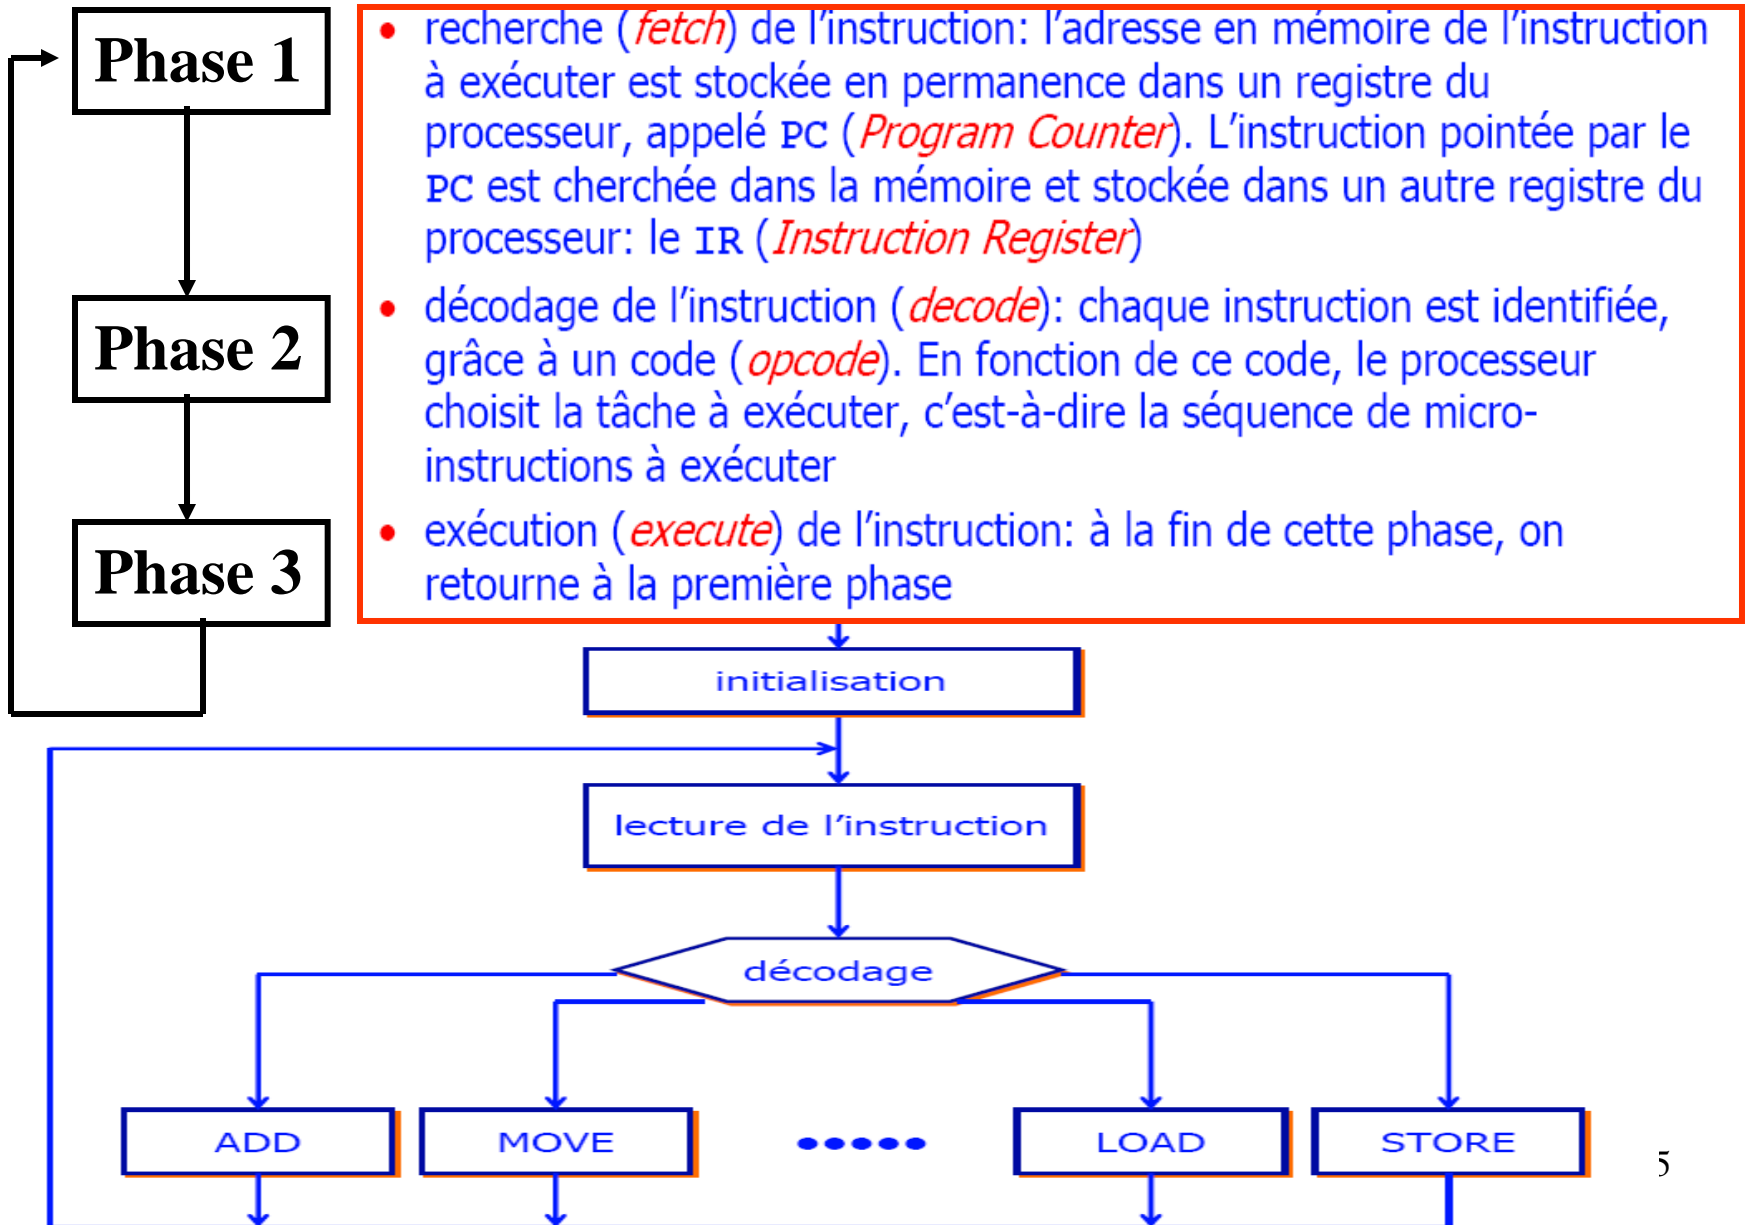 Phase 1
Phase 2
Phase 3
• recherche (fetch) de l’instruction: l’adresse en mémoire de l’instruction
à exécuter est stockée en permanence dans un registre du
processeur, appelé PC (Program Counter). L’instruction pointée par le
PC est cherchée dans la mémoire et stockée dans un autre registre du
processeur: le IR (Instruction Register)
• décodage de l’instruction (decode): chaque instruction est identifiée,
grâce à un code (opcode). En fonction de ce code, le processeur
choisit la tâche à exécuter, c’est-à-dire la séquence de micro-
instructions à exécuter
• exécution (execute) de l’instruction: à la fin de cette phase, on
retourne à la première phase
initialisation
lecture de l’instruction
décodage
ADD
MOVE
•••••
LOAD
STORE
5